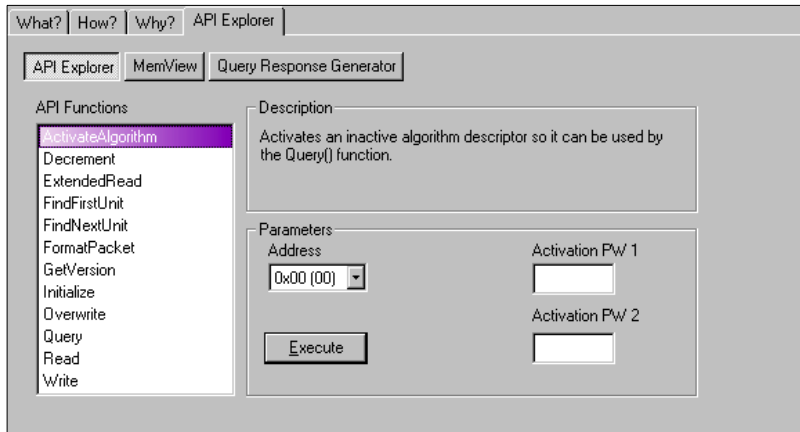 What? How? Why? API Explorer
API Explorer MemView Query Response Generator
API Functions
ActivateAlgorithm
Decrement
ExtendedRead
FindFirstUnit
FindNextUnit
FormatPacket
GetVersion
Initialize
Overwrite
Query
Read
Write
Description
Activates an inactive algorithm descriptor so it can be used by
the Query() function.
Parameters
Address
0x00 (00)
Execute
Activation PW 1
Activation PW 2